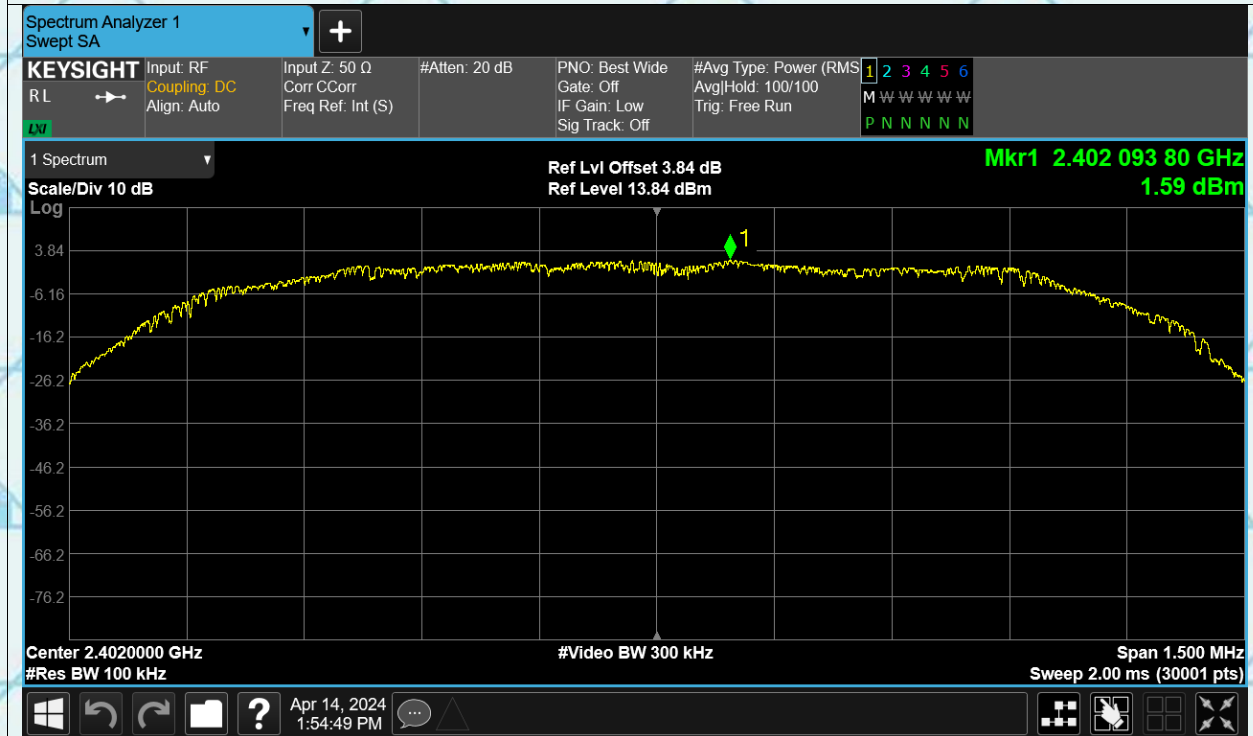 Spectrum Analyzer 1
Swept SA
+
KEYSIGHT
R L
LXI
Input: RF
Coupling: DC
Align: Auto
Input Z: 50 Ω
Corr CCorr
Freq Ref: Int (S)
#Atten: 20 dB
PNO: Best Wide
Gate: Off
IF Gain: Low
Sig Track: Off
#Avg Type: Power (RMS
Avg|Hold: 100/100
Trig: Free Run
1 2 3 4 5 6
M W W W W W
P N N N N N
1 Spectrum
Scale/Div 10 dB
Log
Ref Lvl Offset 3.84 dB
Ref Level 13.84 dBm
Mkr1 2.402 093 80 GHz
1.59 dBm
1
3.84
-6.16
-16.2
-26.2
-36.2
-46.2
-56.2
-66.2
-76.2
Center 2.4020000 GHz
#Res BW 100 kHz
#Video BW 300 kHz
Span 1.500 MHz
Sweep 2.00 ms (30001 pts)
?
Apr 14, 2024
1:54:49 PM